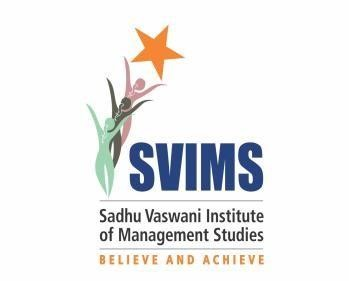 SVIMS
Sadhu Vaswani Institute
of Management Studies
BELIEVE AND ACHIEVE